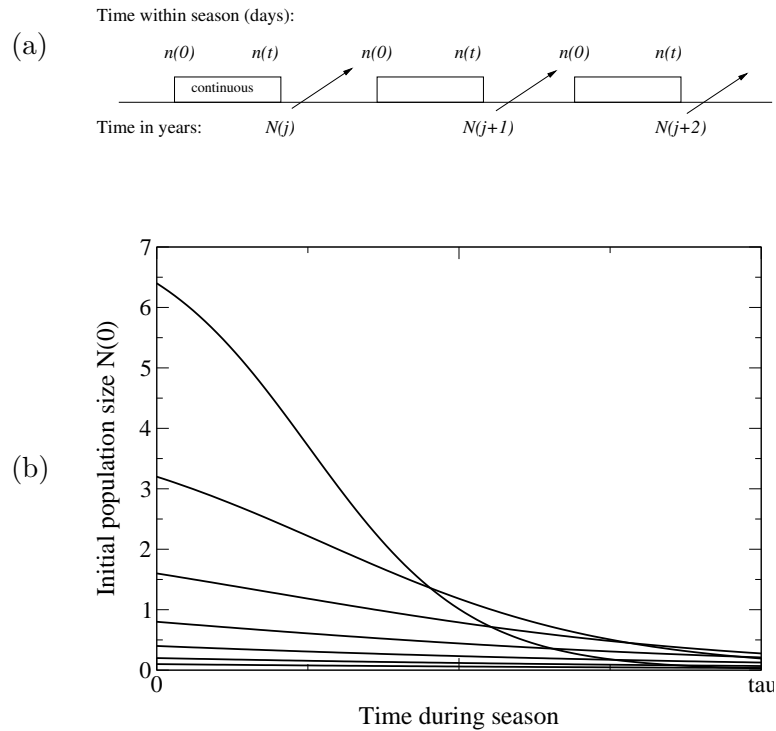 Time within season (days):
(a)
n(0) n(t) n(0) n(t) n(0) n(t)
continuous
Time in years: N(j) N(j+1) N(j+2)
(b)
Initial population size N(0)
7
6
5
4
3
2
1
0
0 tau
Time during season